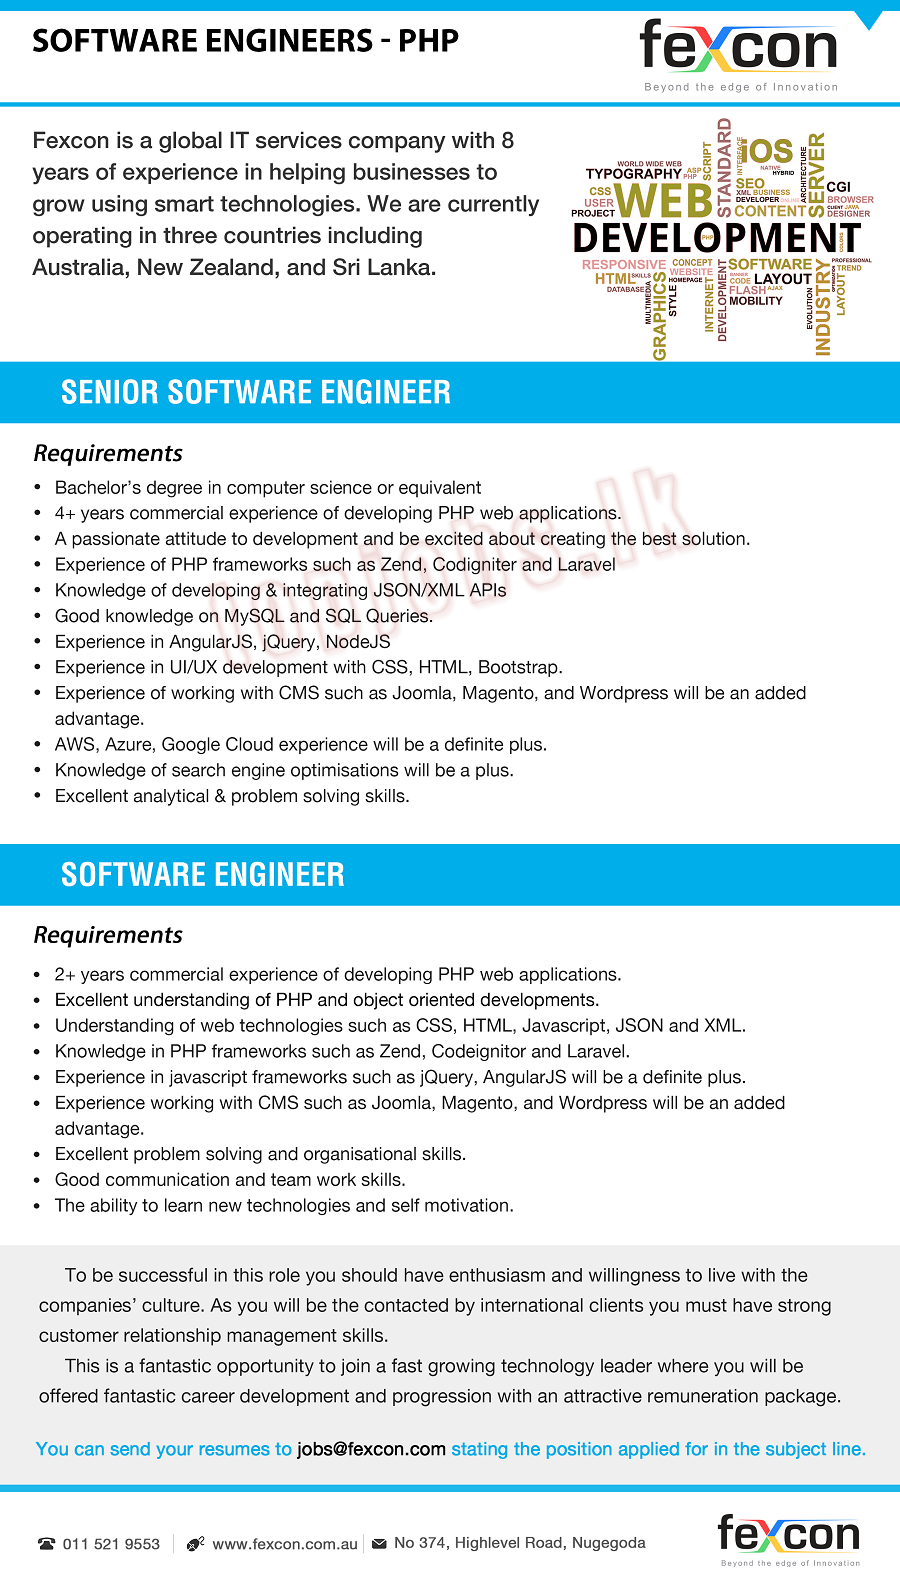 SOFTWARE ENGINEERS - PHP
fexcon
Beyond the edge of Innovation
Fexcon is a global IT services company with 8
years of experience in helping businesses to
grow using smart technologies. We are currently
operating in three countries including
Australia, New Zealand, and Sri Lanka.
WORLD WIDE WEB
TYPOGRAPHY
ASP
PHP
SCRIPT
STANDARD
INTERFACE
iOS
NATIVE
HYBRID
ARCHITECTURE
SERVER
CSS
USER
PROJECT
WEB
SEO
XML BUSINESS
DEVELOPER ONLINE
CONTENT
CGI
BROWSER
CLIENT JAVA
DESIGNER
DEVELOPMENT
PHP
COLORS
RESPONSIVE
HTML
SKILLS
DATABASE
MULTIMEDIA
GRAPHICS
STYLE
CONCEPT
WEBSITE
HOMEPAGE
INTERNET
DEVELOPMENT
SOFTWARE
BANNER
CODE
LAYOUT
FLASH
AJAX
MOBILITY
EVOLUTION
INDUSTRY
PROFESSIONAL
TREND
LAYOUT
SENIOR SOFTWARE ENGINEER
Requirements
• Bachelor's degree in computer science or equivalent
• 4+ years commercial experience of developing PHP web applications.
• A passionate attitude to development and be excited about creating the best solution.
• Experience of PHP frameworks such as Zend, Codigniter and Laravel
• Knowledge of developing & integrating JSON/XML APIs
• Good knowledge on MySQL and SQL Queries.
• Experience in AngularJS, jQuery, NodeJS
• Experience in UI/UX development with CSS, HTML, Bootstrap.
• Experience of working with CMS such as Joomla, Magento, and Wordpress will be an added
advantage.
• AWS, Azure, Google Cloud experience will be a definite plus.
• Knowledge of search engine optimisations will be a plus.
• Excellent analytical & problem solving skills.
topjobs.lk
SOFTWARE ENGINEER
Requirements
• 2+ years commercial experience of developing PHP web applications.
• Excellent understanding of PHP and object oriented developments.
• Understanding of web technologies such as CSS, HTML, Javascript, JSON and XML.
• Knowledge in PHP frameworks such as Zend, Codeignitor and Laravel.
• Experience in javascript frameworks such as jQuery, AngularJS will be a definite plus.
• Experience working with CMS such as Joomla, Magento, and Wordpress will be an added
advantage.
• Excellent problem solving and organisational skills.
• Good communication and team work skills.
• The ability to learn new technologies and self motivation.
To be successful in this role you should have enthusiasm and willingness to live with the
companies' culture. As you will be the contacted by international clients you must have strong
customer relationship management skills.
This is a fantastic opportunity to join a fast growing technology leader where you will be
offered fantastic career development and progression with an attractive remuneration package.
You can send your resumes to jobs@fexcon.com stating the position applied for in the subject line.
011 521 9553
www.fexcon.com.au
No 374, Highlevel Road, Nugegoda
fexcon
Beyond the edge of Innovation